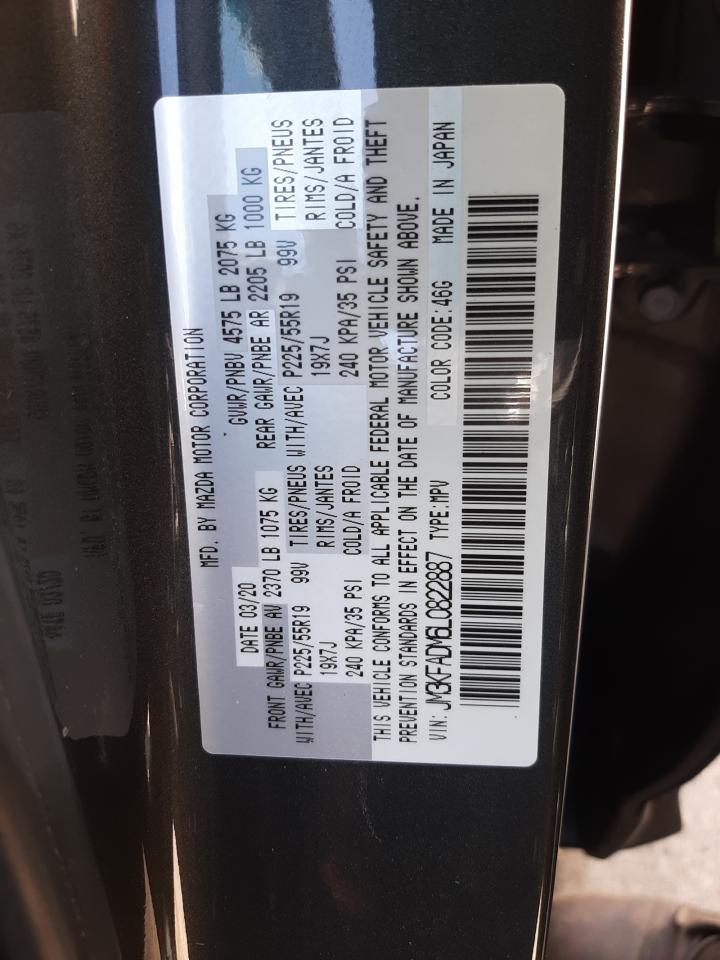 MFD. BY MAZDA MOTOR CORPORATION
DATE 03/20 GVWR/PNBV 4575 LB 2075 KG
FRONT GAWR/PNBE AV 2370 LB 1075 KG REAR GAWR/PNBE AR 2205 LB 1000 KG
WITH/AVEC P225/55R19 99V TIRES/PNEUS WITH/AVEC P225/55R19 99V TIRES/PNEUS
19X7J RIMS/JANTES 19X7J RIMS/JANTES
240 KPA/35 PSI COLD/A FROID 240 KPA/35 PSI COLD/A FROID
THIS VEHICLE CONFORMS TO ALL APPLICABLE FEDERAL MOTOR VEHICLE SAFETY AND THEFT
PREVENTION STANDARDS IN EFFECT ON THE DATE OF MANUFACTURE SHOWN ABOVE.
VIN: JM3KFADM6L0822887 TYPE:MPV COLOR CODE:46G MADE IN JAPAN